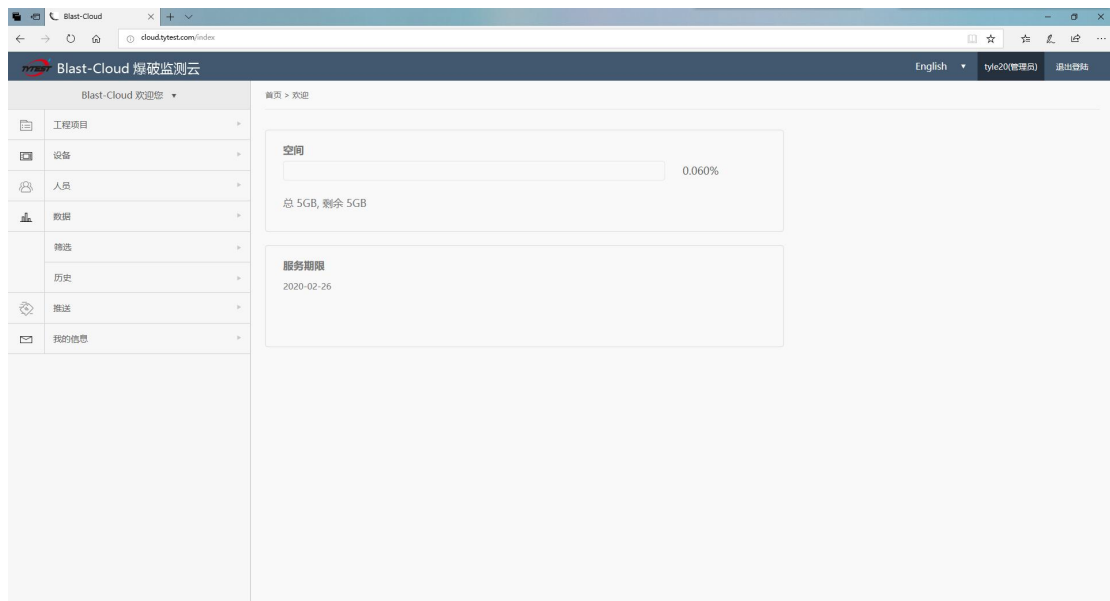 Blast-Cloud
cloud.tytest.com/index
TYTEST Blast-Cloud 爆破监测云
English
tyle20(管理员)
退出登陆
Blast-Cloud 欢迎您
首页 > 欢迎
工程项目
设备
人员
数据
筛选
历史
推送
我的信息
空间
0.060%
总 5GB, 剩余 5GB
服务期限
2020-02-26